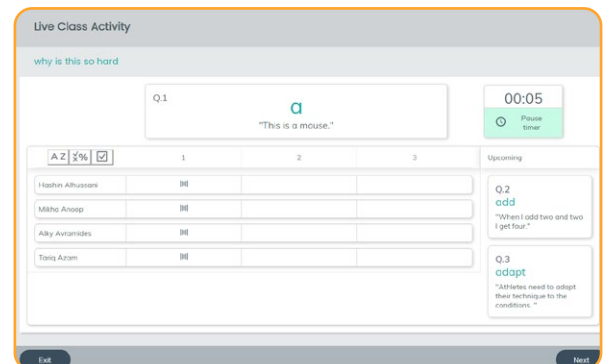 Live Class Activity
why is this so hard
Q.1
a
"This is a mouse."
00:05
Pause
timer
A Z
1 2 3 Upcoming
Hashin Alhussani
Mikha Anoop
Alky Avramides
Tariq Azam
Q.2
add
"When I add two and two
I get four."
Q.3
adapt
"Athletes need to adapt
their technique to the
conditions. "
Exit
Next